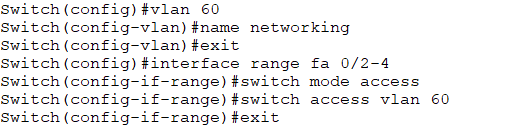 Switch(config)#vlan 60
Switch(config-vlan)#name networking
Switch(config-vlan)#exit
Switch(config)#interface range fa 0/2-4
Switch(config-if-range)#switch mode access
Switch(config-if-range)#switch access vlan 60
Switch(config-if-range)#exit